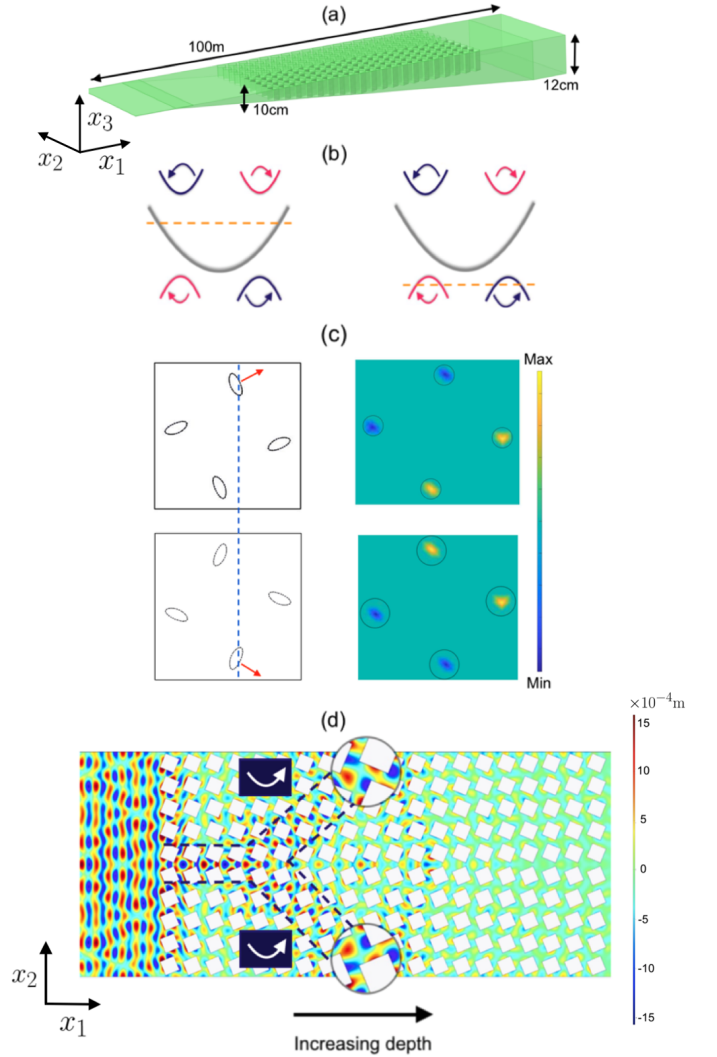 (a)
100m
10cm
12cm
x₃
x₂
x₁
(b)
(c)
Max
Min
(d)
×10⁻⁴m
15
10
5
0
-5
-10
-15
x₂
x₁
Increasing depth